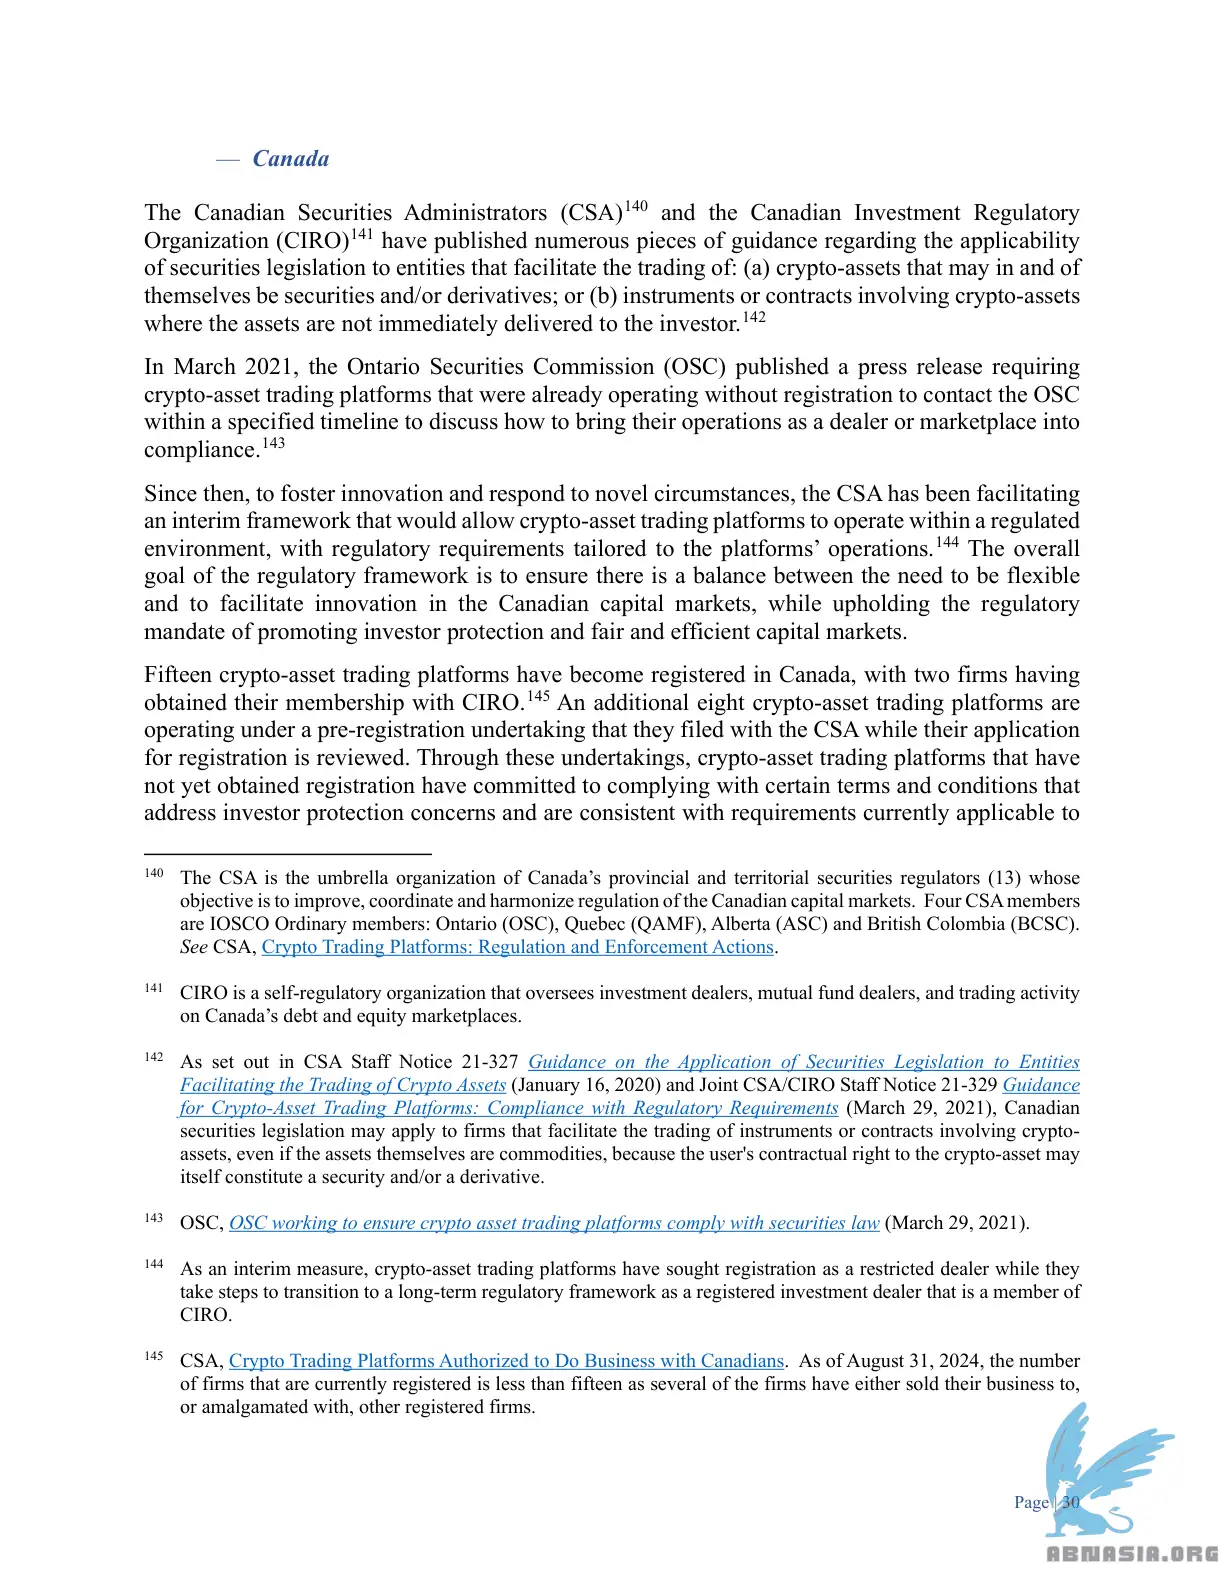 — Canada
The Canadian Securities Administrators (CSA)140 and the Canadian Investment Regulatory
Organization (CIRO)141 have published numerous pieces of guidance regarding the applicability
of securities legislation to entities that facilitate the trading of: (a) crypto-assets that may in and of
themselves be securities and/or derivatives; or (b) instruments or contracts involving crypto-assets
where the assets are not immediately delivered to the investor.142
In March 2021, the Ontario Securities Commission (OSC) published a press release requiring
crypto-asset trading platforms that were already operating without registration to contact the OSC
within a specified timeline to discuss how to bring their operations as a dealer or marketplace into
compliance.143
Since then, to foster innovation and respond to novel circumstances, the CSA has been facilitating
an interim framework that would allow crypto-asset trading platforms to operate within a regulated
environment, with regulatory requirements tailored to the platforms’ operations.144 The overall
goal of the regulatory framework is to ensure there is a balance between the need to be flexible
and to facilitate innovation in the Canadian capital markets, while upholding the regulatory
mandate of promoting investor protection and fair and efficient capital markets.
Fifteen crypto-asset trading platforms have become registered in Canada, with two firms having
obtained their membership with CIRO.145 An additional eight crypto-asset trading platforms are
operating under a pre-registration undertaking that they filed with the CSA while their application
for registration is reviewed. Through these undertakings, crypto-asset trading platforms that have
not yet obtained registration have committed to complying with certain terms and conditions that
address investor protection concerns and are consistent with requirements currently applicable to
140 The CSA is the umbrella organization of Canada’s provincial and territorial securities regulators (13) whose
objective is to improve, coordinate and harmonize regulation of the Canadian capital markets. Four CSA members
are IOSCO Ordinary members: Ontario (OSC), Quebec (QAMF), Alberta (ASC) and British Colombia (BCSC).
See CSA, Crypto Trading Platforms: Regulation and Enforcement Actions.
141 CIRO is a self-regulatory organization that oversees investment dealers, mutual fund dealers, and trading activity
on Canada’s debt and equity marketplaces.
142 As set out in CSA Staff Notice 21-327 Guidance on the Application of Securities Legislation to Entities
Facilitating the Trading of Crypto Assets (January 16, 2020) and Joint CSA/CIRO Staff Notice 21-329 Guidance
for Crypto-Asset Trading Platforms: Compliance with Regulatory Requirements (March 29, 2021), Canadian
securities legislation may apply to firms that facilitate the trading of instruments or contracts involving crypto-
assets, even if the assets themselves are commodities, because the user's contractual right to the crypto-asset may
itself constitute a security and/or a derivative.
143 OSC, OSC working to ensure crypto asset trading platforms comply with securities law (March 29, 2021).
144 As an interim measure, crypto-asset trading platforms have sought registration as a restricted dealer while they
take steps to transition to a long-term regulatory framework as a registered investment dealer that is a member of
CIRO.
145 CSA, Crypto Trading Platforms Authorized to Do Business with Canadians. As of August 31, 2024, the number
of firms that are currently registered is less than fifteen as several of the firms have either sold their business to,
or amalgamated with, other registered firms.
Page | 30
ABNASIA.ORG